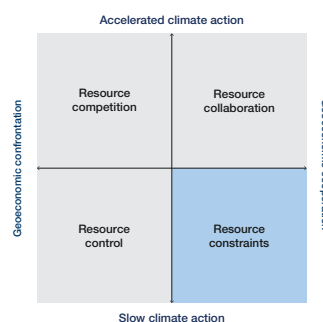 Accelerated climate action
Resource
competition
Resource
collaboration
Geoeconomic confrontation
Resource
control
Resource
constraints
Slow climate action